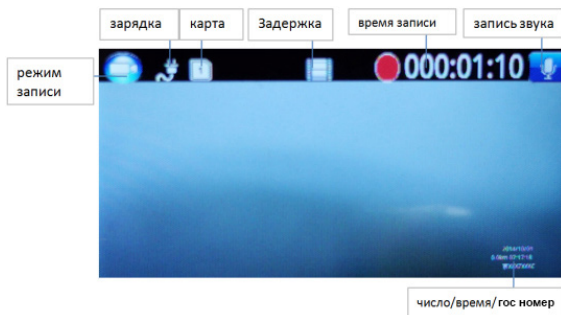 зарядка
карта
Задержка
время записи
запись звука
режим
записи
000:01:10
число/время/гос номер